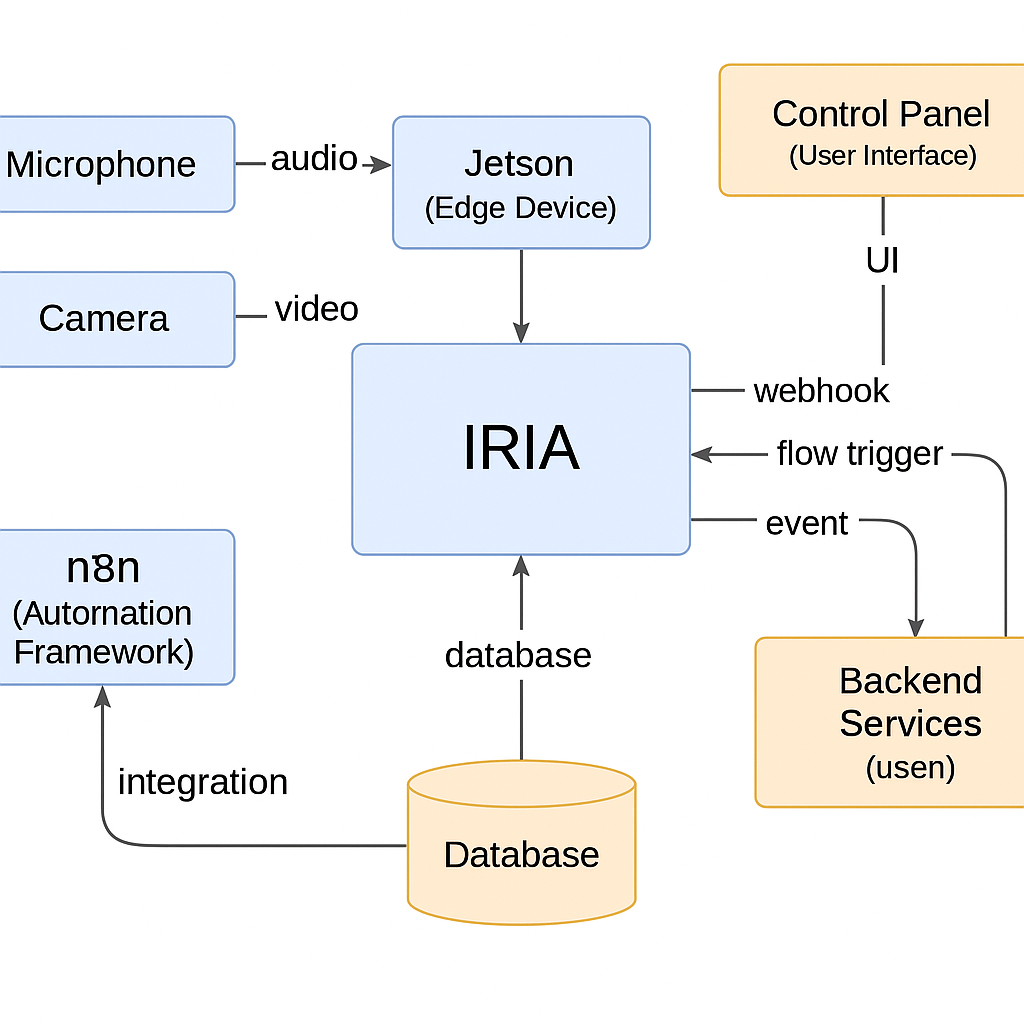 Microphone
audio
Jetson
(Edge Device)
Control Panel
(User Interface)
Camera
video
UI
IRIA
webhook
flow trigger
event
n8n
(Autornation
Framework)
database
Backend
Services
(usen)
integration
Database